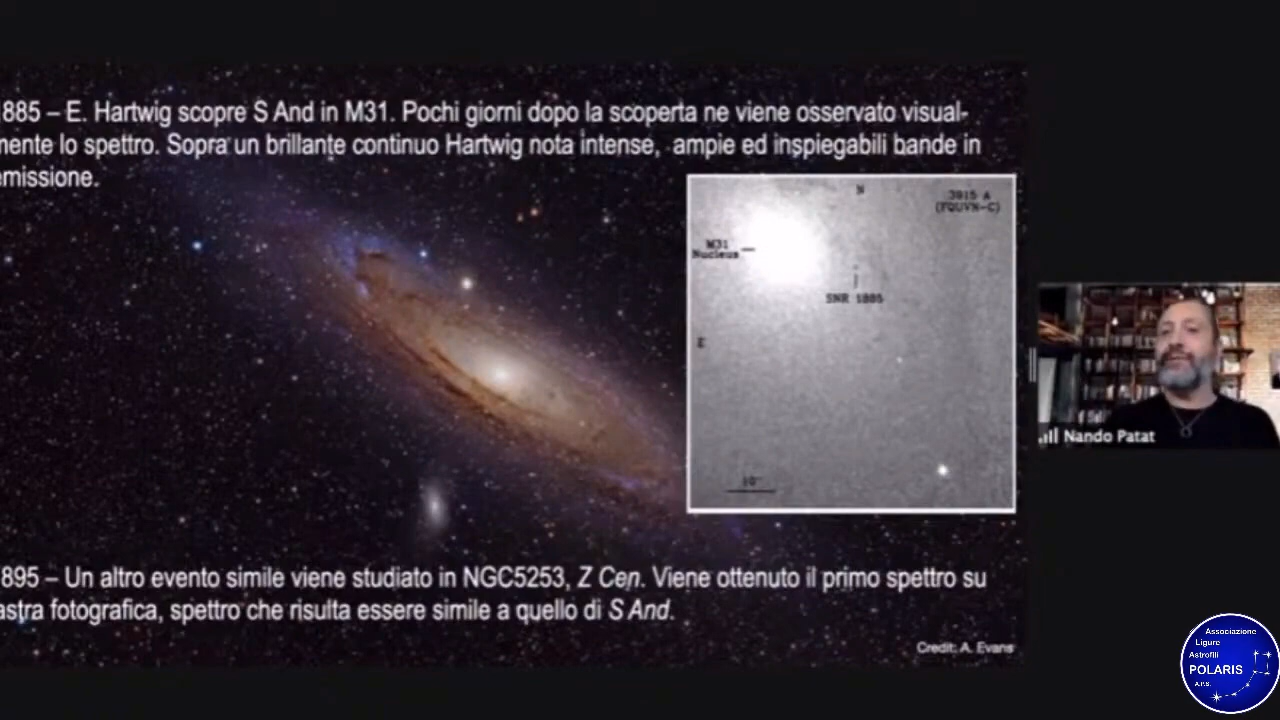 885 – E. Hartwig scopre S And in M31. Pochi giorni dopo la scoperta ne viene osservato visual-
mente lo spettro. Sopra un brillante continuo Hartwig nota intense, ampie ed inspiegabili bande in
emissione.
N
3915 A
(FQUVN-C)
M31
Nucleus
SNR 1885
E
10"
Nando Patat
895 – Un altro evento simile viene studiato in NGC5253, Z Cen. Viene ottenuto il primo spettro su
astra fotografica, spettro che risulta essere simile a quello di S And.
Credit: A. Evans
Associazione
Ligure
Astrofili
POLARIS
A.P.S.